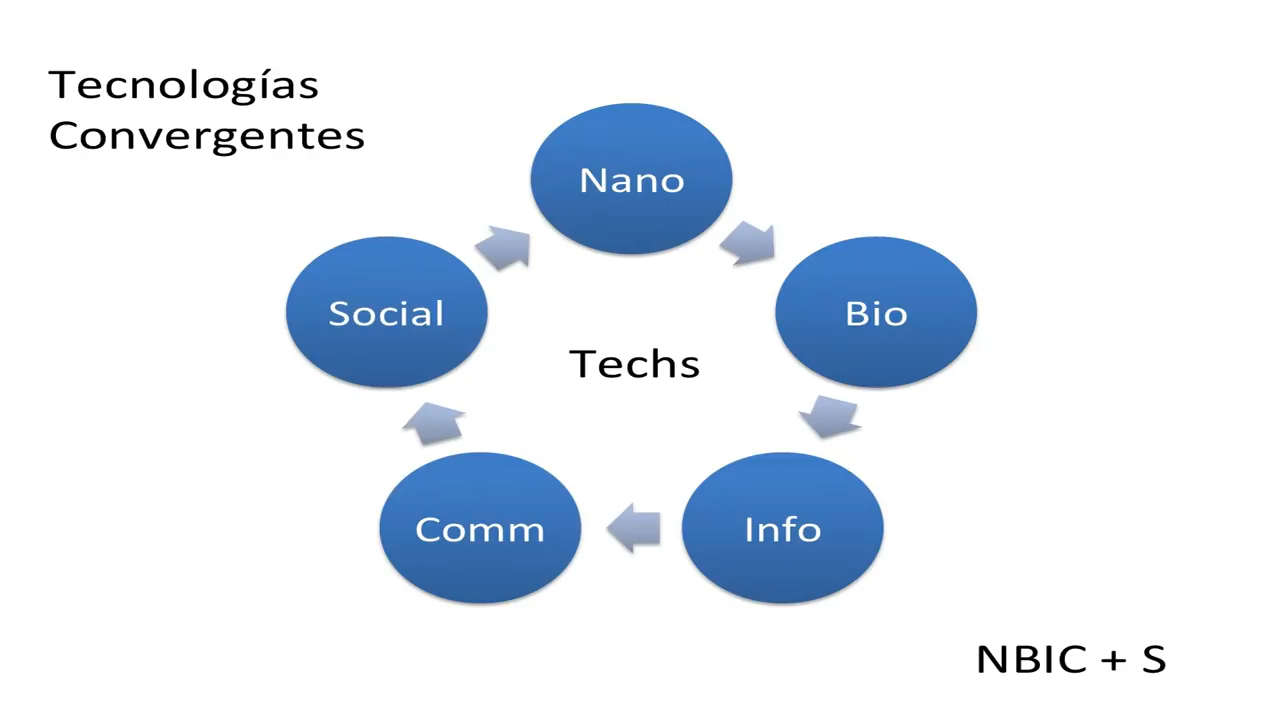 Tecnologías
Convergentes
Nano
Social
Bio
Techs
Comm
Info
NBIC + S